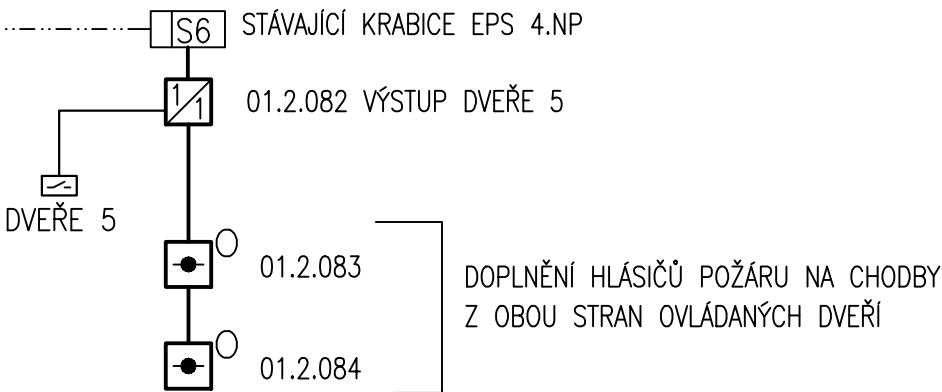 S6 STÁVAJÍCÍ KRABICE EPS 4.NP
1/1 01.2.082 VÝSTUP DVEŘE 5
DVEŘE 5
01.2.083
DOPLNĚNÍ HLÁSIČŮ POŽÁRU NA CHODBY
Z OBOU STRAN OVLÁDANÝCH DVEŘÍ
01.2.084